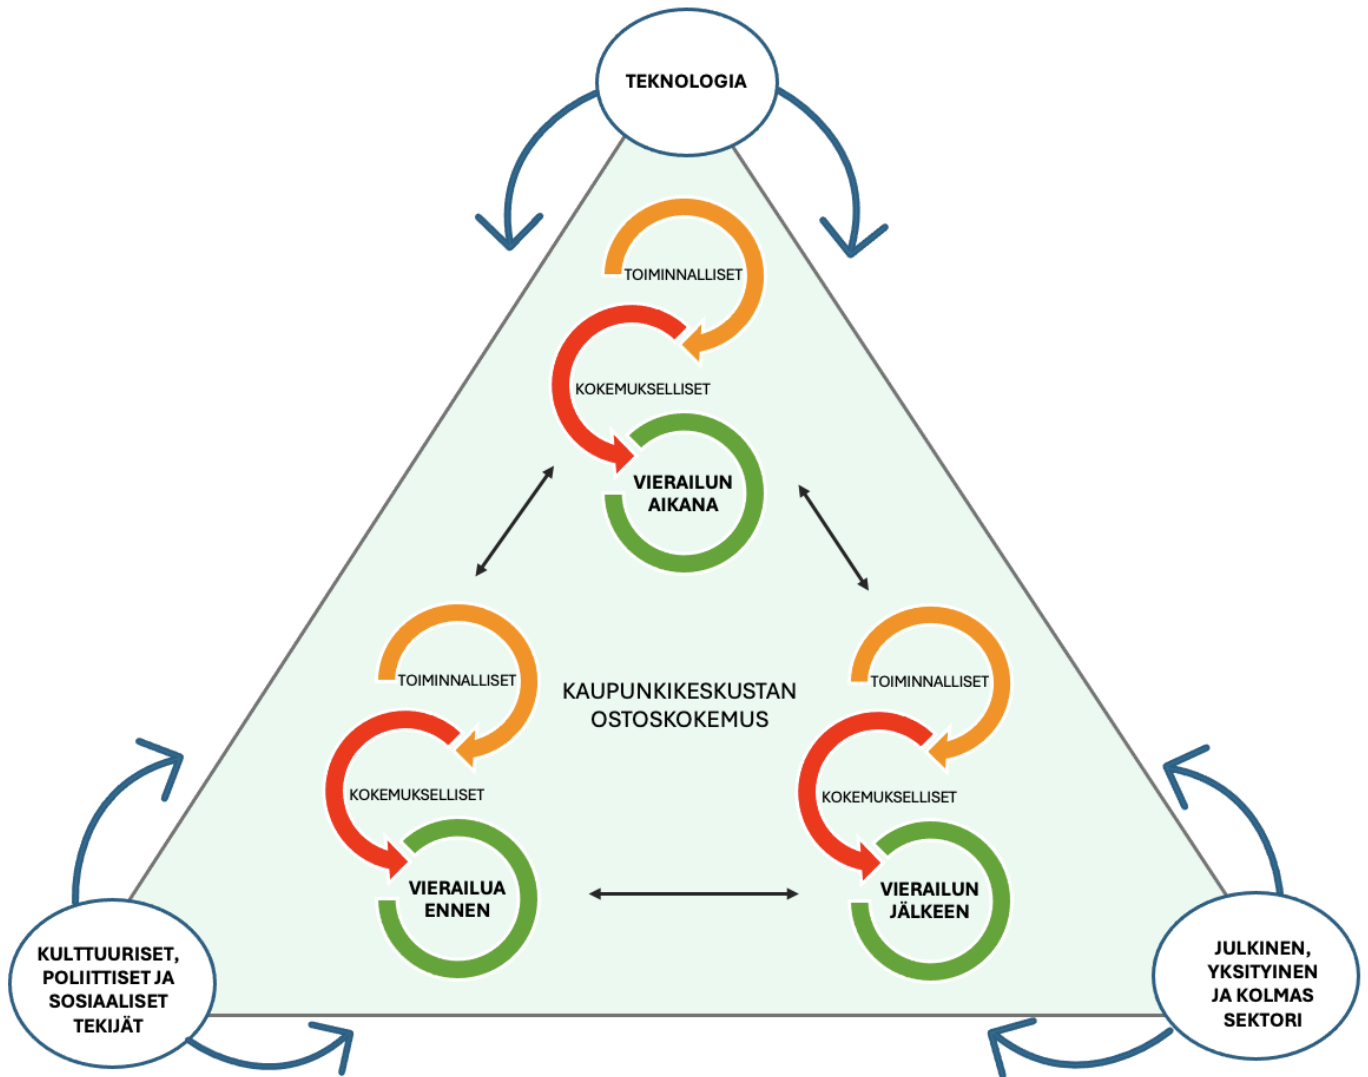 TEKNOLOGIA
TOIMINNALLISET
KOKEMUKSELLISET
VIERAILUN
AIKANA
TOIMINNALLISET
KOKEMUKSELLISET
VIERAILUA
ENNEN
KAUPUNKIKESKUSTAN
OSTOSKOKEMUS
TOIMINNALLISET
KOKEMUKSELLISET
VIERAILUN
JÄLKEEN
KULTTUURISET,
POLIITTISET JA
SOSIAALISET
TEKIJÄT
JULKINEN,
YKSITYINEN
JA KOLMAS
SEKTORI